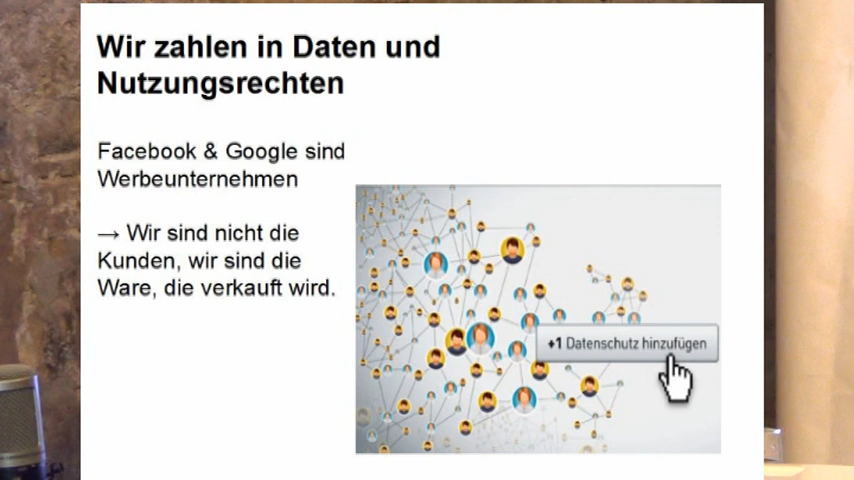 Wir zahlen in Daten und
Nutzungsrechten
Facebook & Google sind
Werbeunternehmen
→ Wir sind nicht die
Kunden, wir sind die
Ware, die verkauft wird.
+1 Datenschutz hinzufügen